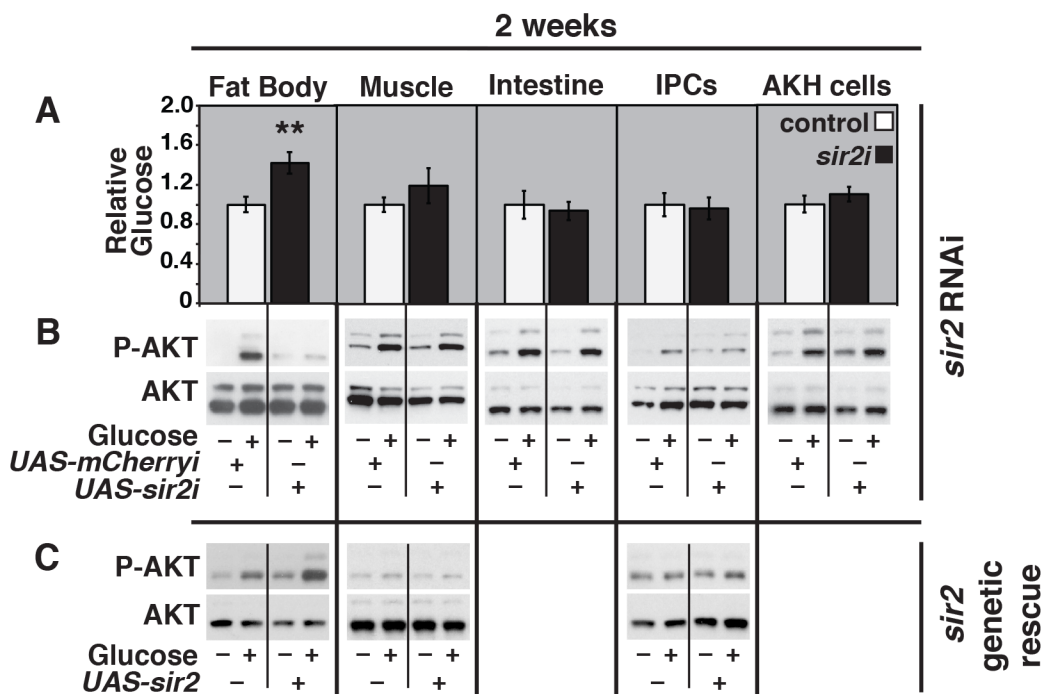 2 weeks
Fat Body Muscle Intestine IPCs AKH cells
A
2.0
1.6
1.2
0.8
0.4
0
Relative
Glucose
**
control
sir2i
sir2 RNAi
B
P-AKT
AKT
Glucose − + − + − + − + − + − + − + − + − + − +
UAS-mCherryi + − + − + − + − + −
UAS-sir2i − + − + − + − + − +
C
P-AKT
AKT
Glucose − + − + − + − + − + − +
UAS-sir2 − + − + − +
sir2
genetic
rescue